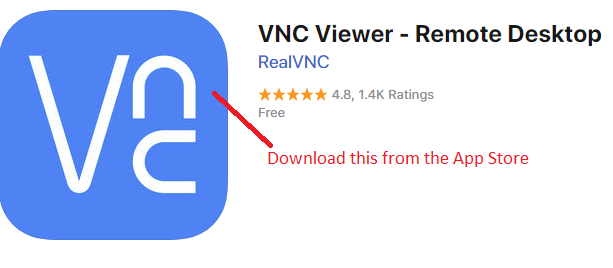 Vnc
VNC Viewer - Remote Desktop
RealVNC
★★★★★ 4.8, 1.4K Ratings
Free
Download this from the App Store